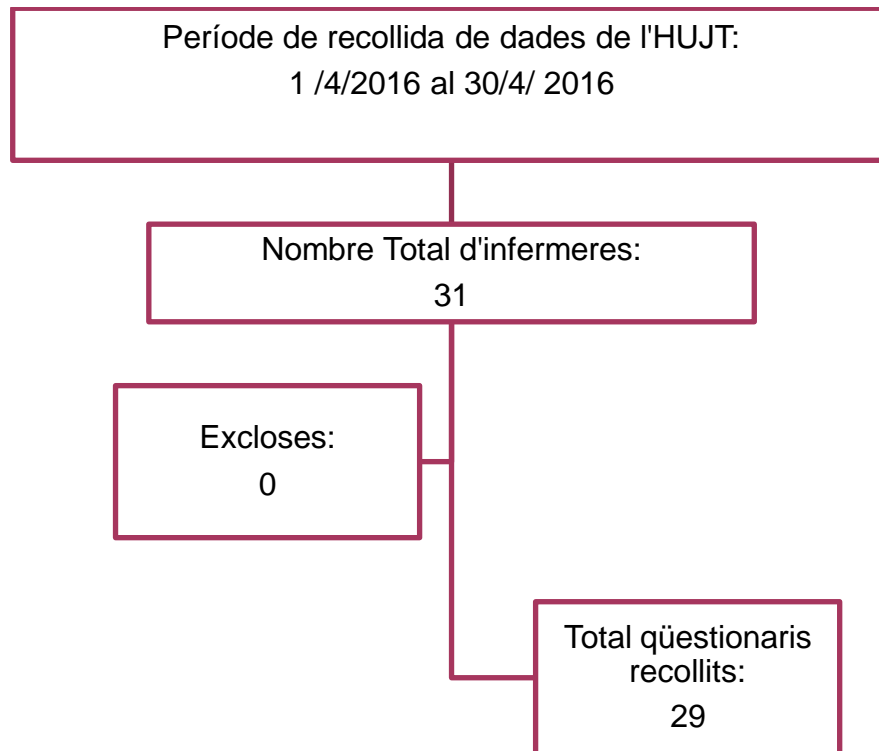 Període de recollida de dades de l'HUJT:
1 /4/2016 al 30/4/ 2016
Nombre Total d'infermeres:
31
Excloses:
0
Total qüestionaris
recollits:
29